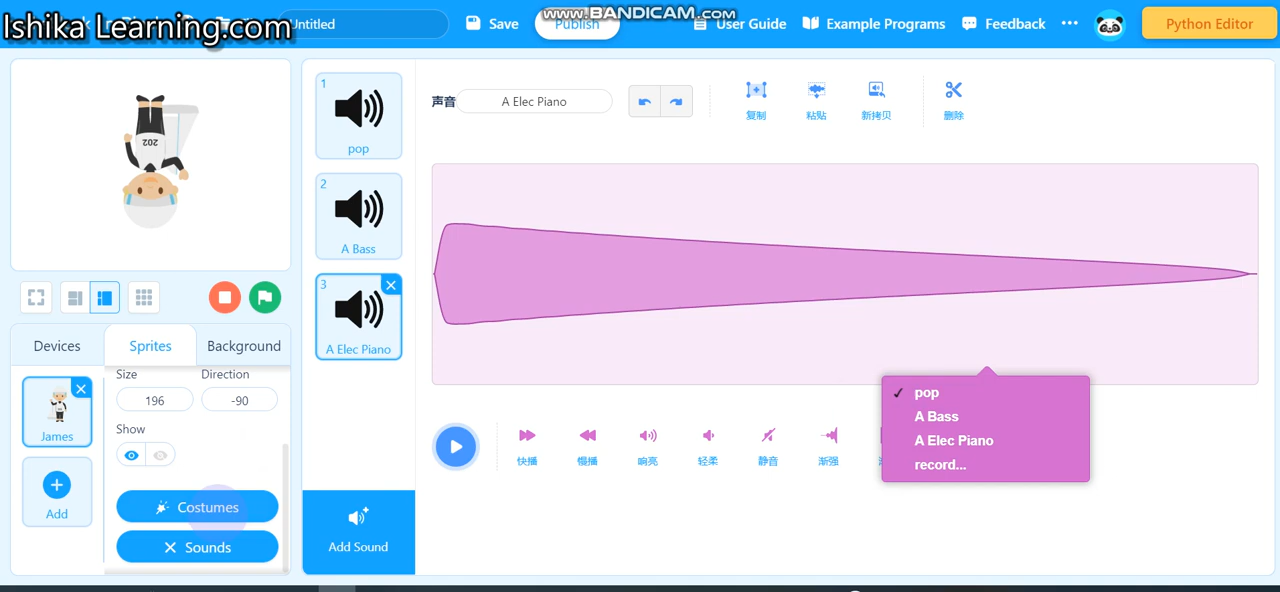 Ishika Learning.com
Untitled
Save
Publish
www.BANDICAM.com
User Guide
Example Programs
Feedback
Python Editor
202
1
pop
2
A Bass
3
A Elec Piano
声音
A Elec Piano
复制
粘贴
新拷贝
删除
Devices
Sprites
Background
Size
Direction
196
-90
Show
James
Add
Costumes
Sounds
Add Sound
快播
慢播
响亮
轻柔
静音
渐强
✓ pop
A Bass
A Elec Piano
record...